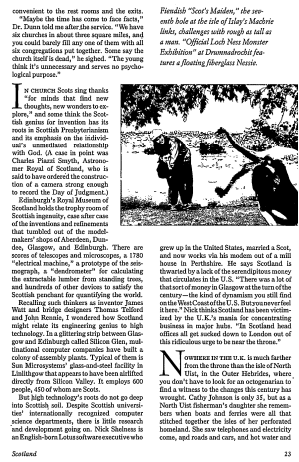 convenient to the rest rooms and the exits.
"Maybe the time has come to face facts,"
Dr. Dunn told me after the service. "We have
six churches in about three square miles, and
you could barely fill any one of them with all
six congregations put together. Some say the
church itself is dead," he sighed. "The young
think it's unnecessary and serves no psycho-
logical purpose."
IN CHURCH Scots sing thanks
"for minds that find new
thoughts, new wonders to ex-
plore," and some think the Scot-
tish genius for invention has its
roots in Scottish Presbyterianism
and its emphasis on the individ-
ual's unmediated relationship
with God. (A case in point was
Charles Piazzi Smyth, Astrono-
mer Royal of Scotland, who is
said to have ordered the construc-
tion of a camera strong enough
to record the Day of Judgment.)
Edinburgh's Royal Museum of
Scotland holds the trophy room of
Scottish ingenuity, case after case
of the inventions and refinements
that tumbled out of the model-
makers' shops of Aberdeen, Dun-
dee, Glasgow, and Edinburgh. There are
scores of telescopes and microscopes, a 1780
"electrical machine," a prototype of the seis-
mograph, a "dendrometer" for calculating
the extractable lumber from standing trees,
and hundreds of other devices to satisfy the
Scottish penchant for quantifying the world.
Recalling such thinkers as inventor James
Watt and bridge designers Thomas Telford
and John Rennie, I wondered how Scotland
might relate its engineering genius to high
technology. In a glittering strip between Glas-
gow and Edinburgh called Silicon Glen, mul-
tinational computer companies have built a
colony of assembly plants. Typical of them is
Sun Microsystems' glass-and-steel facility in
Linlithgow that appears to have been airlifted
directly from Silicon Valley. It employs 600
people, 450 of whom are Scots.
But high technology's roots do not go deep
into Scottish soil. Despite Scottish universi-
ties' internationally recognized computer
science departments, there is little research
and development going on. Nick Skelness is
an English-born Lotus software executive who
Fiendish "Scot's Maiden," the sev-
enth hole at the isle of Islay's Machrie
links, challenges with rough as tall as
a man. "Official Loch Ness Monster
Exhibition" at Drumnadrochit fea-
tures a floating fiberglass Nessie.
grew up in the United States, married a Scot,
and now works via his modem out of a mill
house in Perthshire. He says Scotland is
thwarted by a lack of the serendipitous money
that circulates in the U.S. "There was a lot of
that sort of money in Glasgow at the turn of the
century—the kind of dynamism you still find
on the West Coast of the U.S. But you never feel
it here." Nick thinks Scotland has been victim-
ized by the U.K.'s mania for concentrating
business in major hubs. "In Scotland head
offices all get sucked down to London out of
this ridiculous urge to be near the throne."
NOWHERE IN THE U.K. is much farther
from the throne than the isle of North
Uist, in the Outer Hebrides, where
you don't have to look for an octogenarian to
find a witness to the changes this century has
wrought. Cathy Johnson is only 35, but as a
North Uist fisherman's daughter she remem-
bers when boats and ferries were all that
stitched together the isles of her perforated
homeland. She saw telephones and electricity
come, and roads and cars, and hot water and
Scotland
23